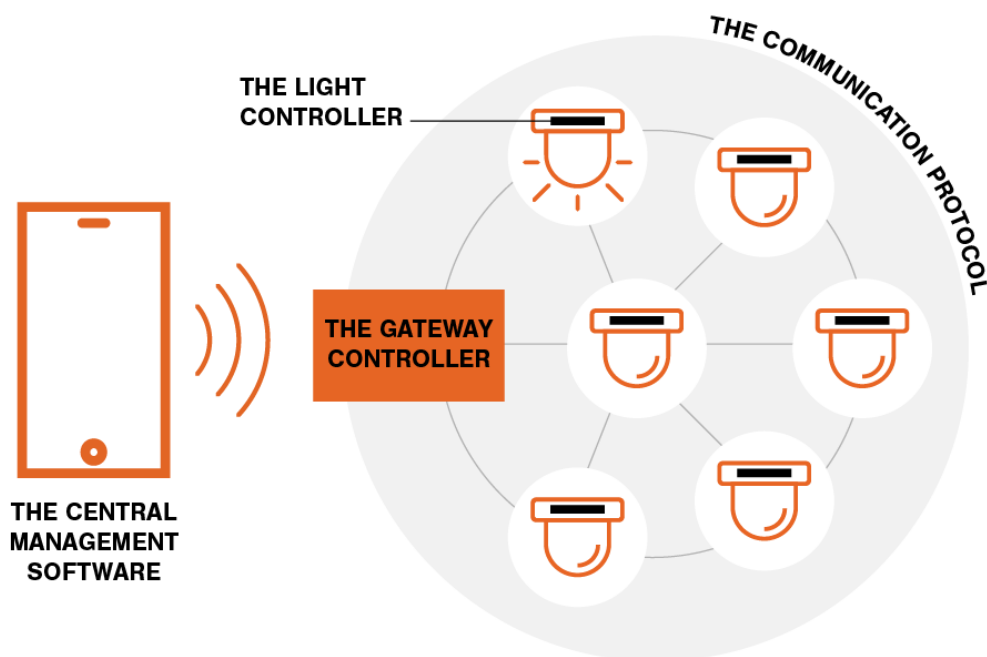 THE COMMUNICATION PROTOCOL
THE LIGHT
CONTROLLER
THE GATEWAY
CONTROLLER
THE CENTRAL
MANAGEMENT
SOFTWARE